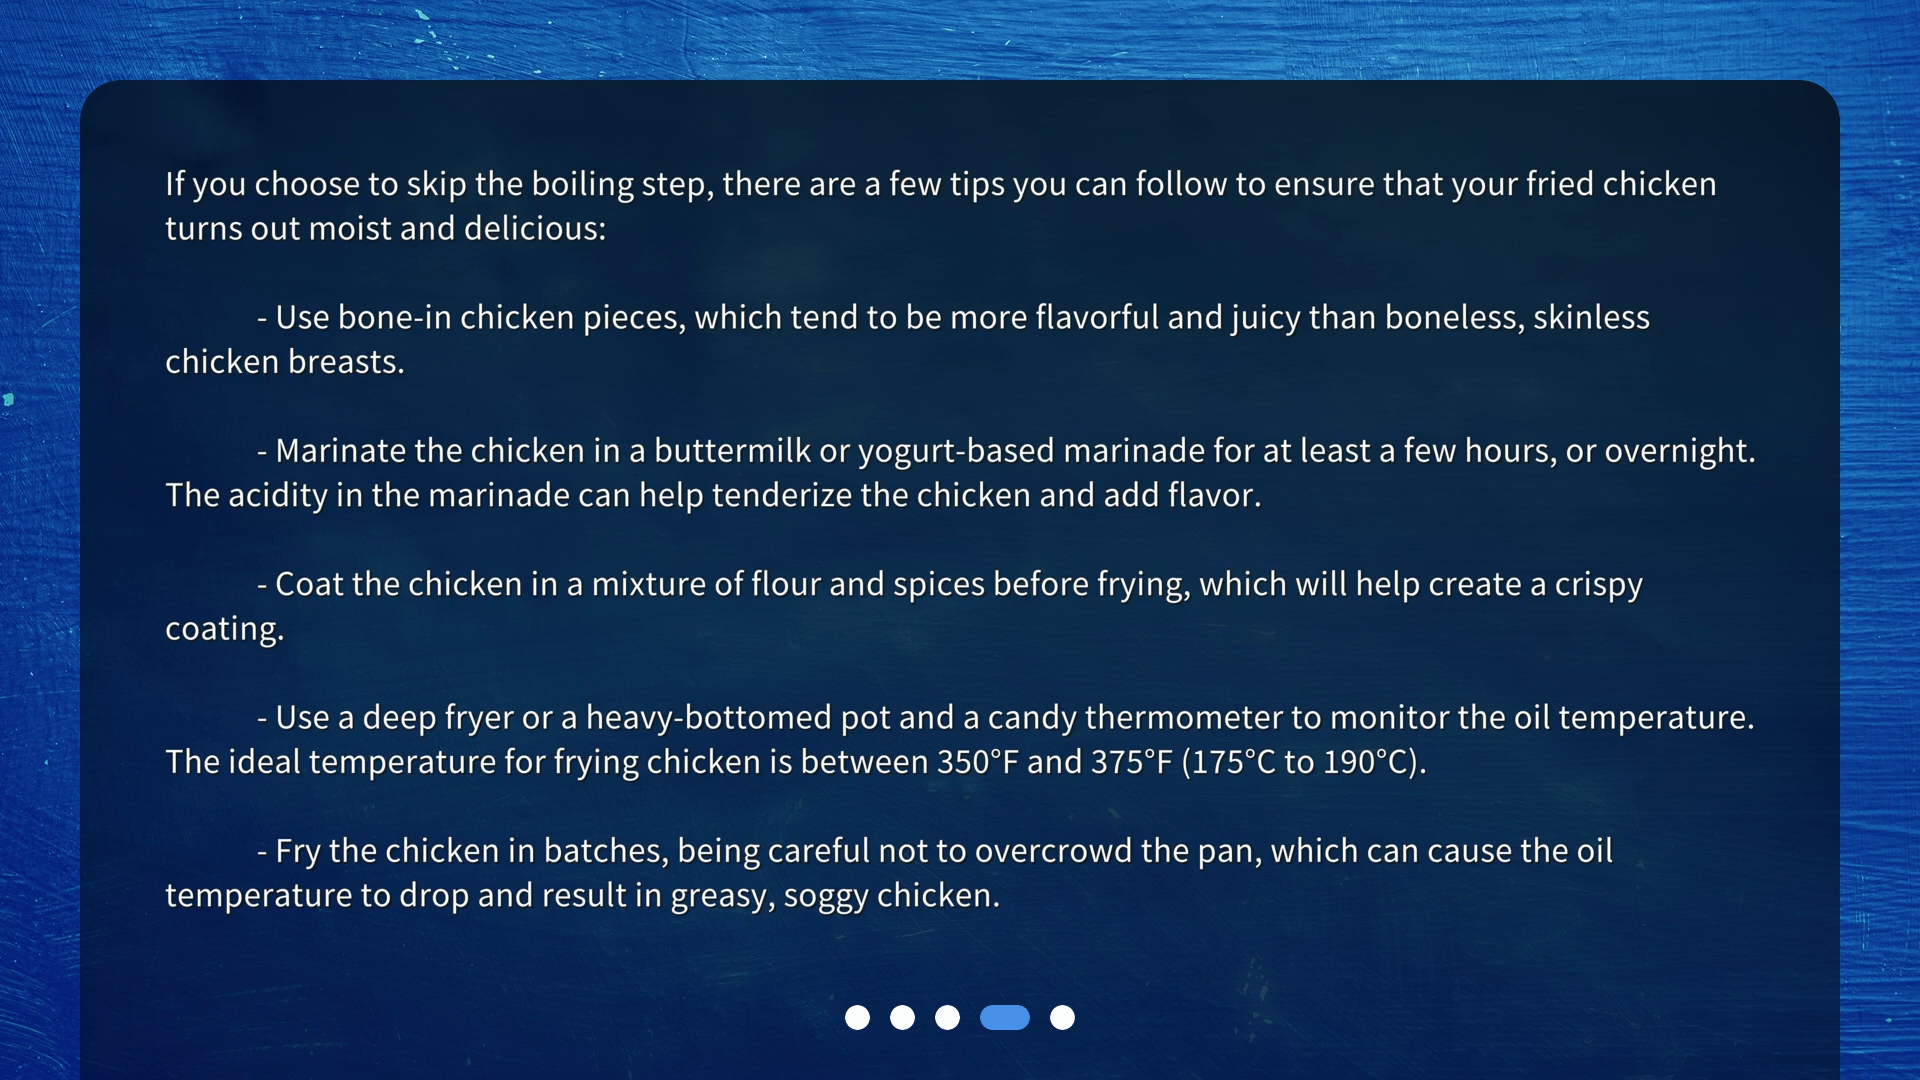 If you choose to skip the boiling step, there are a few tips you can follow to ensure that your fried chicken
turns out moist and delicious:
- Use bone-in chicken pieces, which tend to be more flavorful and juicy than boneless, skinless
chicken breasts.
- Marinate the chicken in a buttermilk or yogurt-based marinade for at least a few hours, or overnight.
The acidity in the marinade can help tenderize the chicken and add flavor.
- Coat the chicken in a mixture of flour and spices before frying, which will help create a crispy
coating.
- Use a deep fryer or a heavy-bottomed pot and a candy thermometer to monitor the oil temperature.
The ideal temperature for frying chicken is between 350°F and 375°F (175°C to 190°C).
- Fry the chicken in batches, being careful not to overcrowd the pan, which can cause the oil
temperature to drop and result in greasy, soggy chicken.